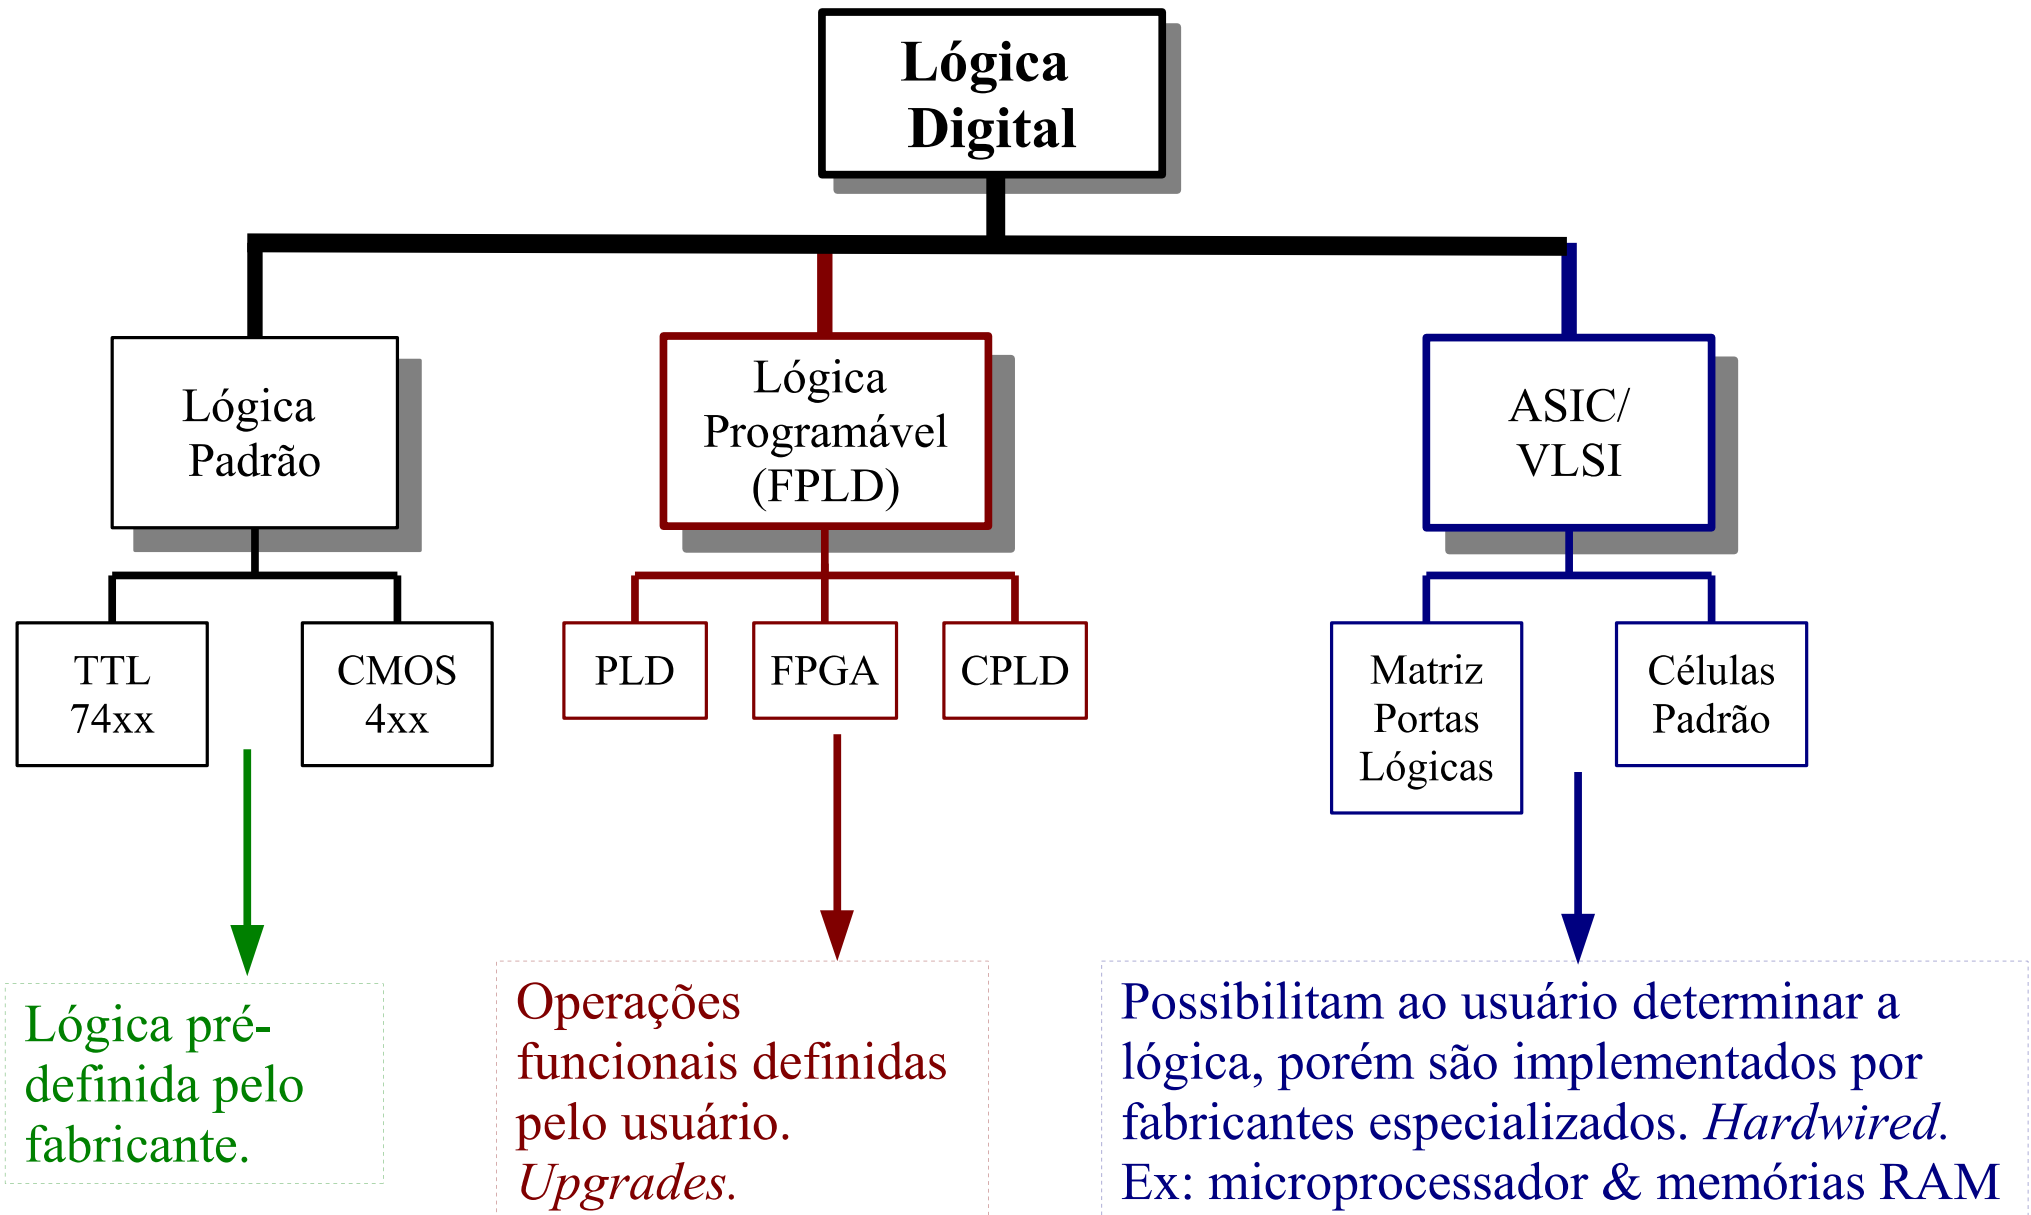 Lógica
Digital
Lógica
Padrão
Lógica
Programável
(FPLD)
ASIC/
VLSI
TTL
74xx
CMOS
4xx
PLD
FPGA
CPLD
Matriz
Portas
Lógicas
Células
Padrão
Lógica pré-
definida pelo
fabricante.
Operações
funcionais definidas
pelo usuário.
Upgrades.
Possibilitam ao usuário determinar a
lógica, porém são implementados por
fabricantes especializados. Hardwired.
Ex: microprocessador & memórias RAM